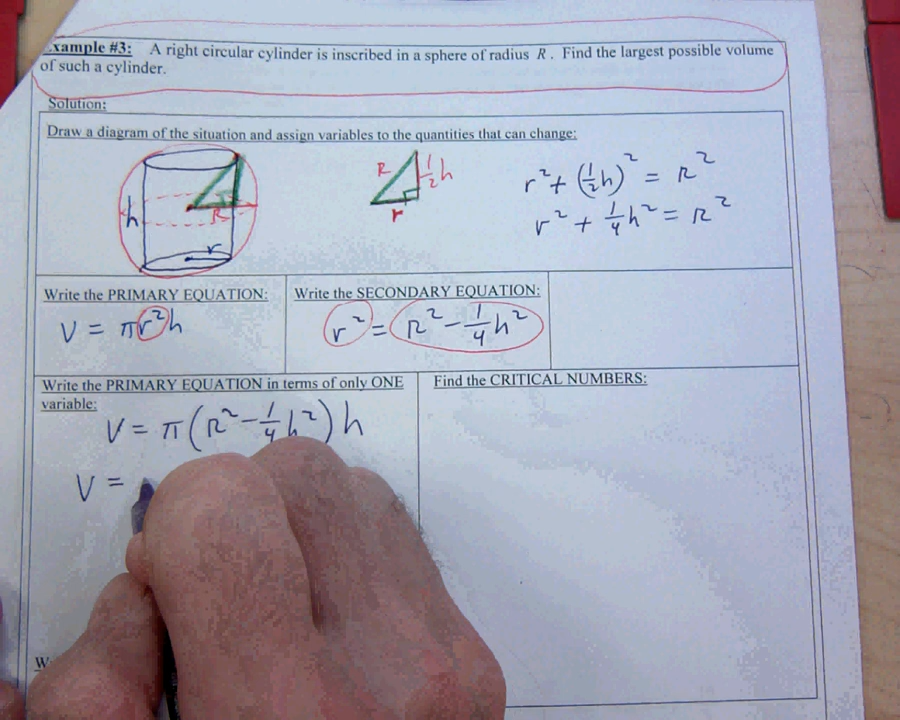 Example #3: A right circular cylinder is inscribed in a sphere of radius R. Find the largest possible volume
of such a cylinder.
Solution:
Draw a diagram of the situation and assign variables to the quantities that can change:
h
R
r
R
½h
r
r² + (½h)² = R²
r² + ¼h² = R²
Write the PRIMARY EQUATION:
V = πr²h
Write the SECONDARY EQUATION:
r² = R² − ¼h²
Write the PRIMARY EQUATION in terms of only ONE
variable:
V = π(R² − ¼h²)h
V =
Find the CRITICAL NUMBERS: